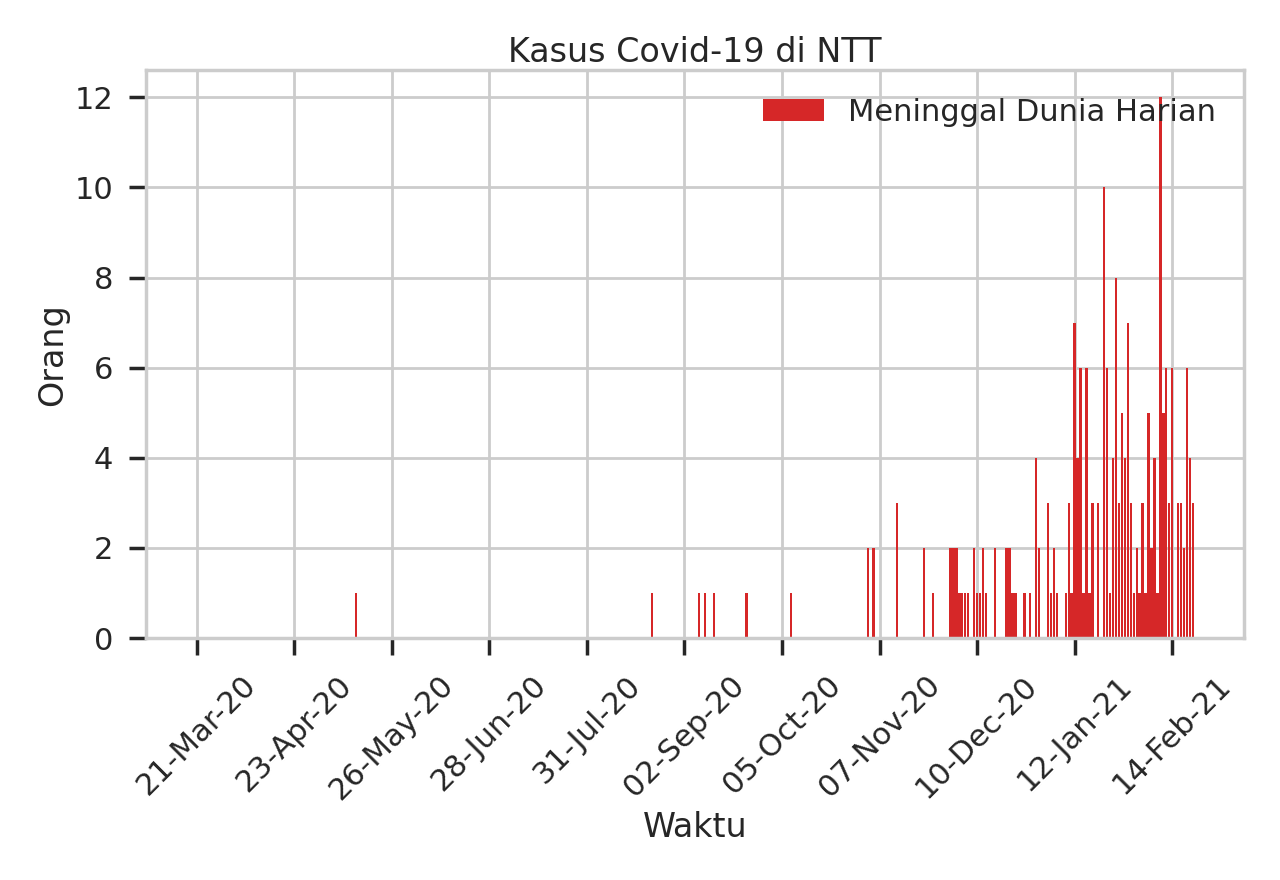 Kasus Covid-19 di NTT
Meninggal Dunia Harian
Orang
12
10
8
6
4
2
0
21-Mar-20
23-Apr-20
26-May-20
28-Jun-20
31-Jul-20
02-Sep-20
05-Oct-20
07-Nov-20
10-Dec-20
12-Jan-21
14-Feb-21
Waktu